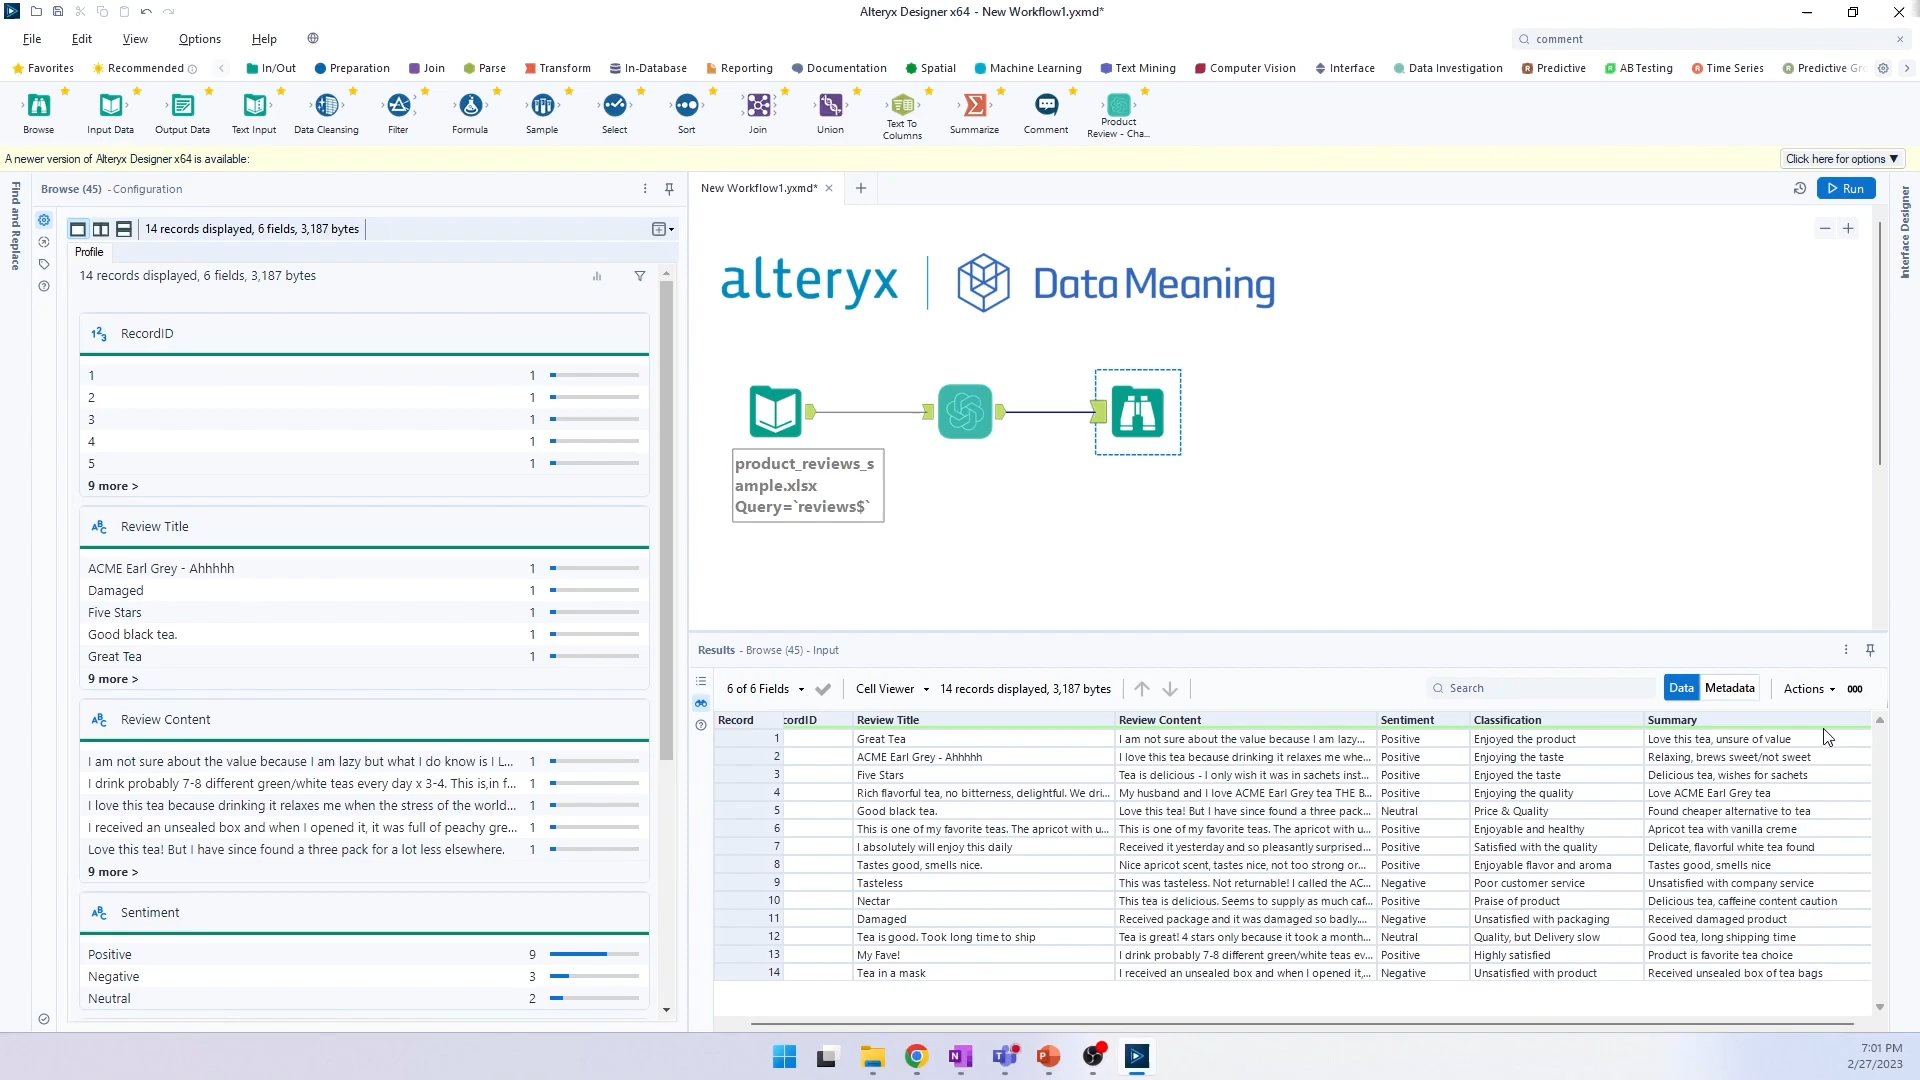 Alteryx Designer x64 - New Workflow1.yxmd*
File Edit View Options Help
comment
Favorites Recommended In/Out Preparation Join Parse Transform In-Database Reporting Documentation Spatial Machine Learning Text Mining Computer Vision Interface Data Investigation Predictive AB Testing Time Series Predictive Gro
Browse Input Data Output Data Text Input Data Cleansing Filter Formula Sample Select Sort Join Union Text To Columns Summarize Comment Product Review - Cha...
A newer version of Alteryx Designer x64 is available:
Click here for options ▼
Find and Replace
Browse (45) - Configuration
14 records displayed, 6 fields, 3,187 bytes
Profile
14 records displayed, 6 fields, 3,187 bytes
123 RecordID
1 1
2 1
3 1
4 1
5 1
9 more >
ABC Review Title
ACME Earl Grey - Ahhhhh 1
Damaged 1
Five Stars 1
Good black tea. 1
Great Tea 1
9 more >
ABC Review Content
I am not sure about the value because I am lazy but what I do know is I L... 1
I drink probably 7-8 different green/white teas every day x 3-4. This is,in f... 1
I love this tea because drinking it relaxes me when the stress of the world... 1
I received an unsealed box and when I opened it, it was full of peachy gre... 1
Love this tea! But I have since found a three pack for a lot less elsewhere. 1
9 more >
ABC Sentiment
Positive 9
Negative 3
Neutral 2
New Workflow1.yxmd*
Run
Interface Designer
alteryx | Data Meaning
product_reviews_s
ample.xlsx
Query=`reviews$`
Results - Browse (45) - Input
6 of 6 Fields Cell Viewer 14 records displayed, 3,187 bytes Search Data Metadata Actions 000
Record cordID Review Title Review Content Sentiment Classification Summary
1 Great Tea I am not sure about the value because I am lazy... Positive Enjoyed the product Love this tea, unsure of value
2 ACME Earl Grey - Ahhhhh I love this tea because drinking it relaxes me whe... Positive Enjoying the taste Relaxing, brews sweet/not sweet
3 Five Stars Tea is delicious - I only wish it was in sachets inst... Positive Enjoyed the taste Delicious tea, wishes for sachets
4 Rich flavorful tea, no bitterness, delightful. We dri... My husband and I love ACME Earl Grey tea THE B... Positive Enjoying the quality Love ACME Earl Grey tea
5 Good black tea. Love this tea! But I have since found a three pack... Neutral Price & Quality Found cheaper alternative to tea
6 This is one of my favorite teas. The apricot with u... This is one of my favorite teas. The apricot with u... Positive Enjoyable and healthy Apricot tea with vanilla creme
7 I absolutely will enjoy this daily Received it yesterday and so pleasantly surprised... Positive Satisfied with the quality Delicate, flavorful white tea found
8 Tastes good, smells nice. Nice apricot scent, tastes nice, not too strong or... Positive Enjoyable flavor and aroma Tastes good, smells nice
9 Tasteless This was tasteless. Not returnable! I called the AC... Negative Poor customer service Unsatisfied with company service
10 Nectar This tea is delicious. Seems to supply as much caf... Positive Praise of product Delicious tea, caffeine content caution
11 Damaged Received package and it was damaged so badly.... Negative Unsatisfied with packaging Received damaged product
12 Tea is good. Took long time to ship Tea is great! 4 stars only because it took a month... Neutral Quality, but Delivery slow Good tea, long shipping time
13 My Fave! I drink probably 7-8 different green/white teas ev... Positive Highly satisfied Product is favorite tea choice
14 Tea in a mask I received an unsealed box and when I opened it,... Negative Unsatisfied with product Received unsealed box of tea bags
7:01 PM
2/27/2023